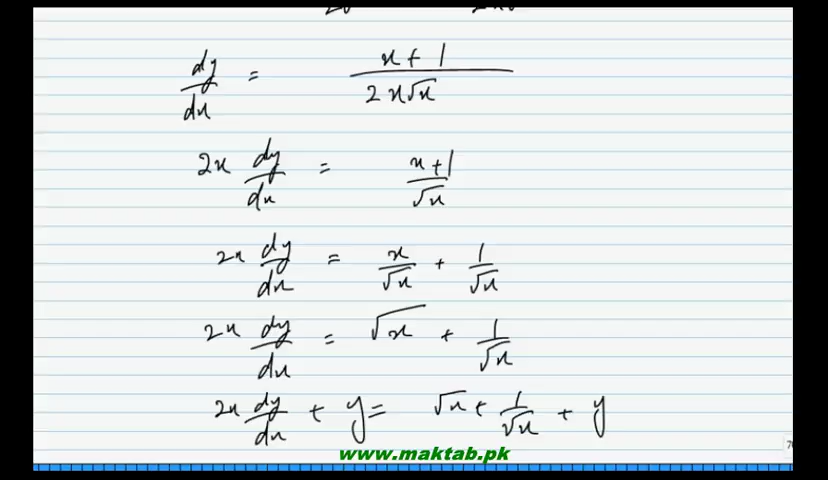 dy/dx = (x + 1)/(2x√x)
2x dy/dx = (x+1)/√x
2x dy/dx = x/√x + 1/√x
2x dy/dx = √x + 1/√x
2x dy/dx + y = √x + 1/√x + y
www.maktab.pk